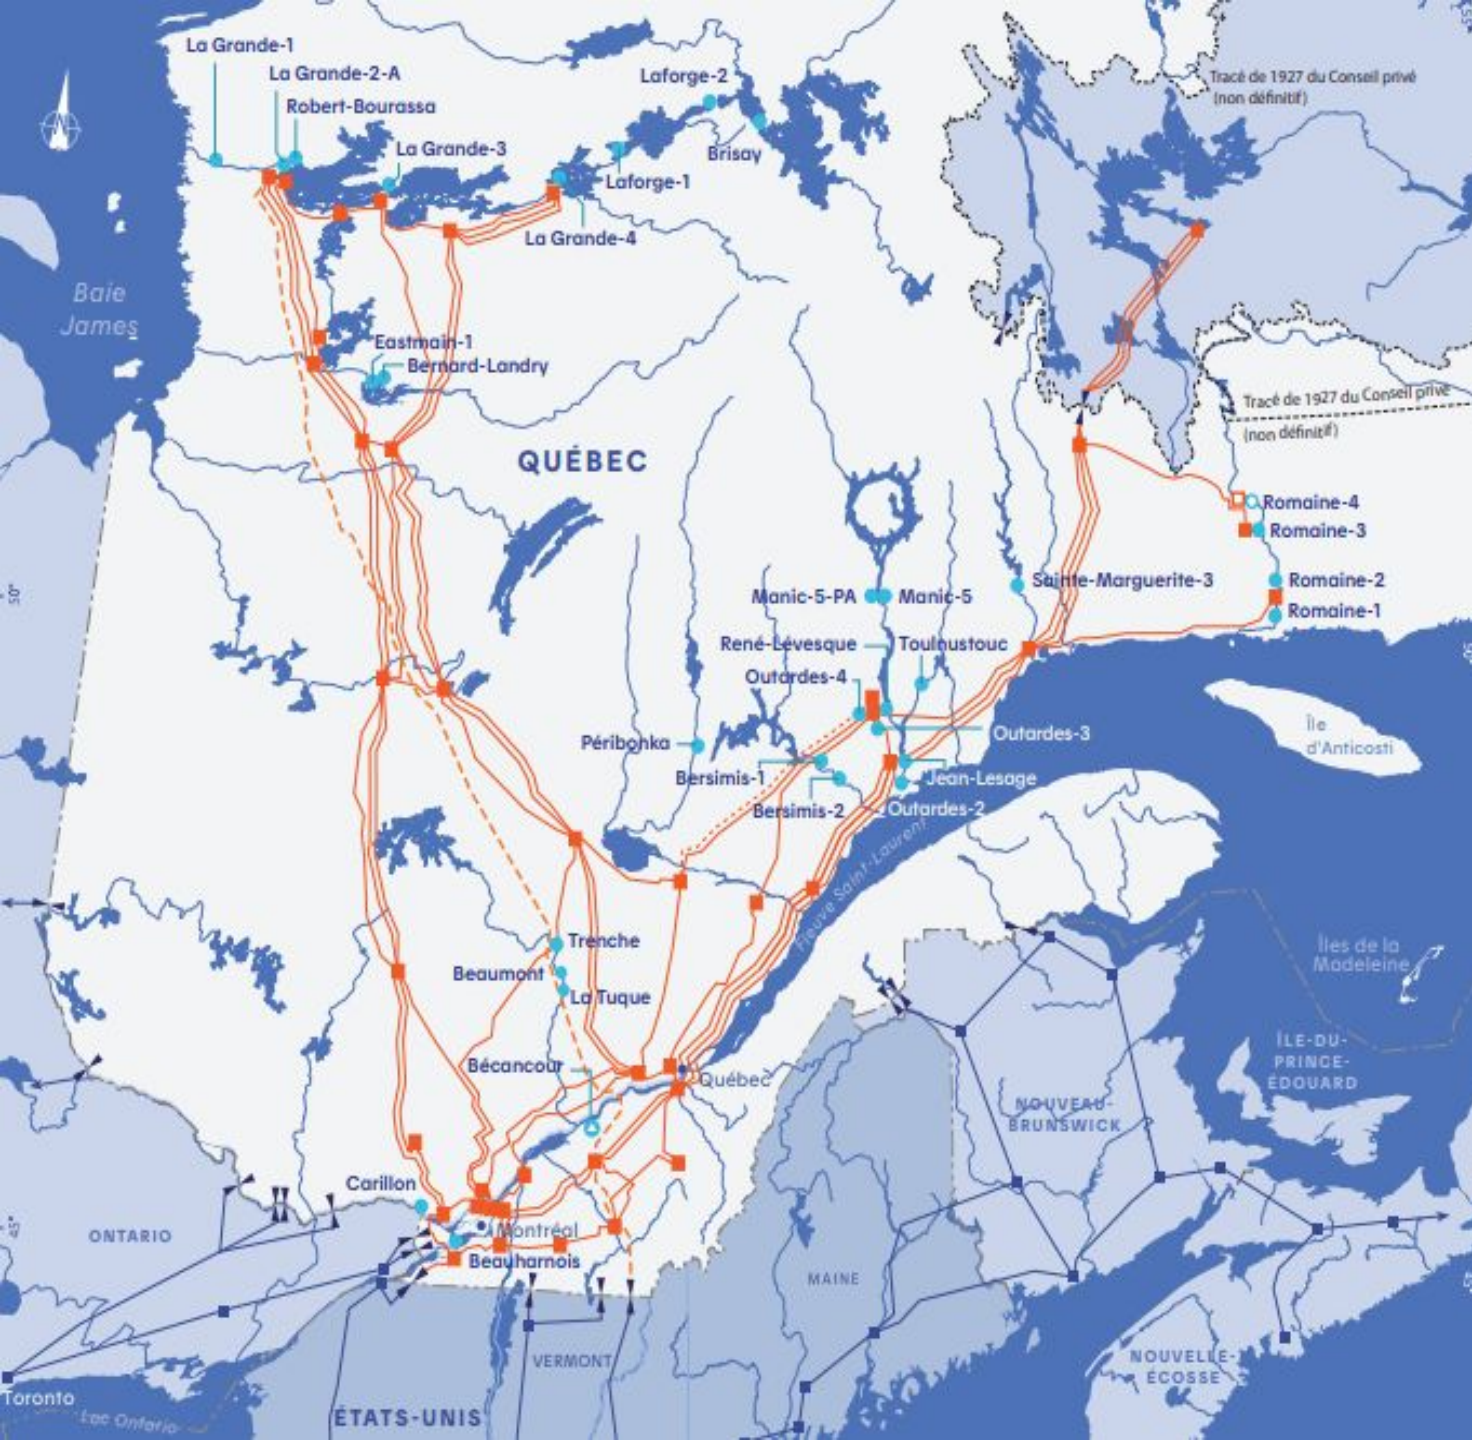 La Grande-1
La Grande-2-A
Robert-Bourassa
Laforge-2
Tracé de 1927 du Conseil privé
(non définitif)
La Grande-3
Brisay
Laforge-1
La Grande-4
Baie
James
Eastmain-1
Bernard-Landry
Tracé de 1927 du Conseil privé
(non définitif)
QUÉBEC
Romaine-4
Romaine-3
Sainte-Marguerite-3
Romaine-2
50°
Manic-5-PA
Manic-5
Romaine-1
René-Lévesque
Toulnustouc
Outardes-4
Île
d'Anticosti
Outardes-3
Péribonka
Bersimis-1
Jean-Lesage
Bersimis-2
Outardes-2
Fleuve Saint-Laurent
Trenche
Beaumont
La Tuque
Îles de la
Madeleine
Bécancour
Québec
ÎLE-DU-
PRINCE-
ÉDOUARD
NOUVEAU-
BRUNSWICK
Carillon
45°
ONTARIO
Montréal
Beauharnois
MAINE
VERMONT
NOUVELLE-
ÉCOSSE
Toronto
Lac Ontario
ÉTATS-UNIS